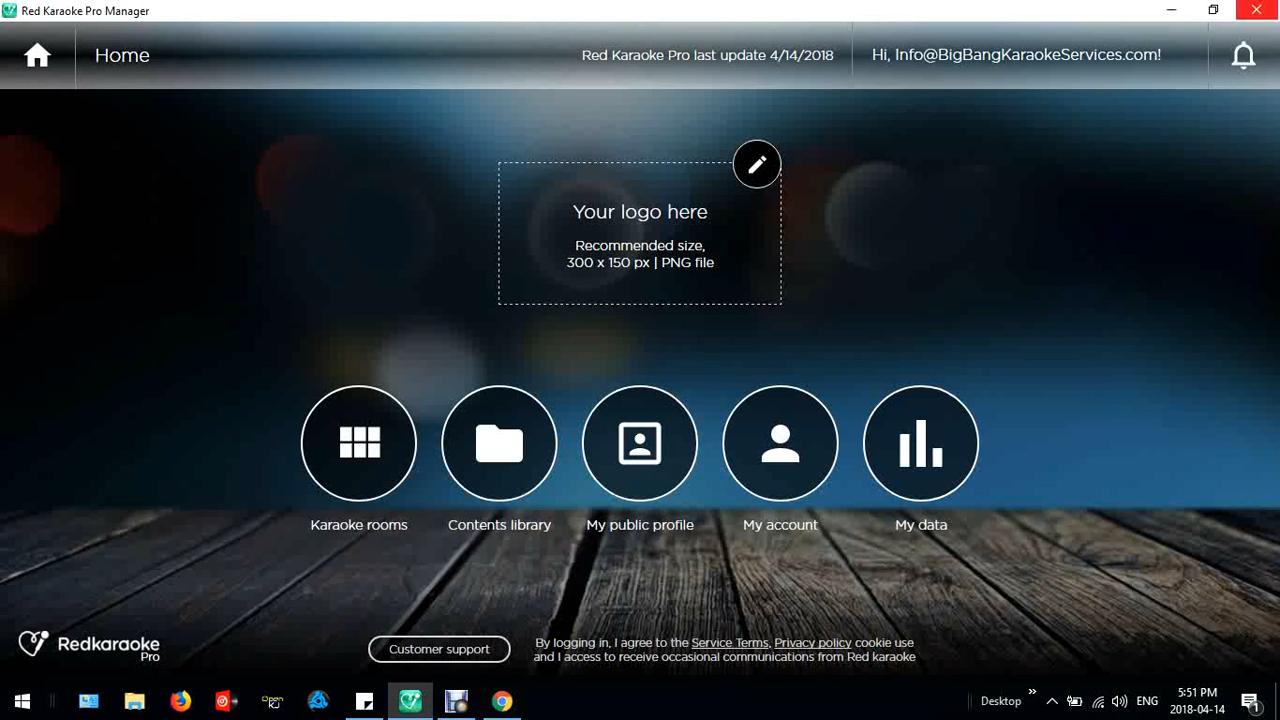 Red Karaoke Pro Manager
Home
Red Karaoke Pro last update 4/14/2018
Hi, Info@BigBangKaraokeServices.com!
Your logo here
Recommended size,
300 x 150 px | PNG file
Karaoke rooms
Contents library
My public profile
My account
My data
Redkaraoke
Pro
Customer support
By logging in, I agree to the Service Terms, Privacy policy cookie use
and I access to receive occasional communications from Red karaoke
Open
Desktop
ENG
5:51 PM
2018-04-14
1